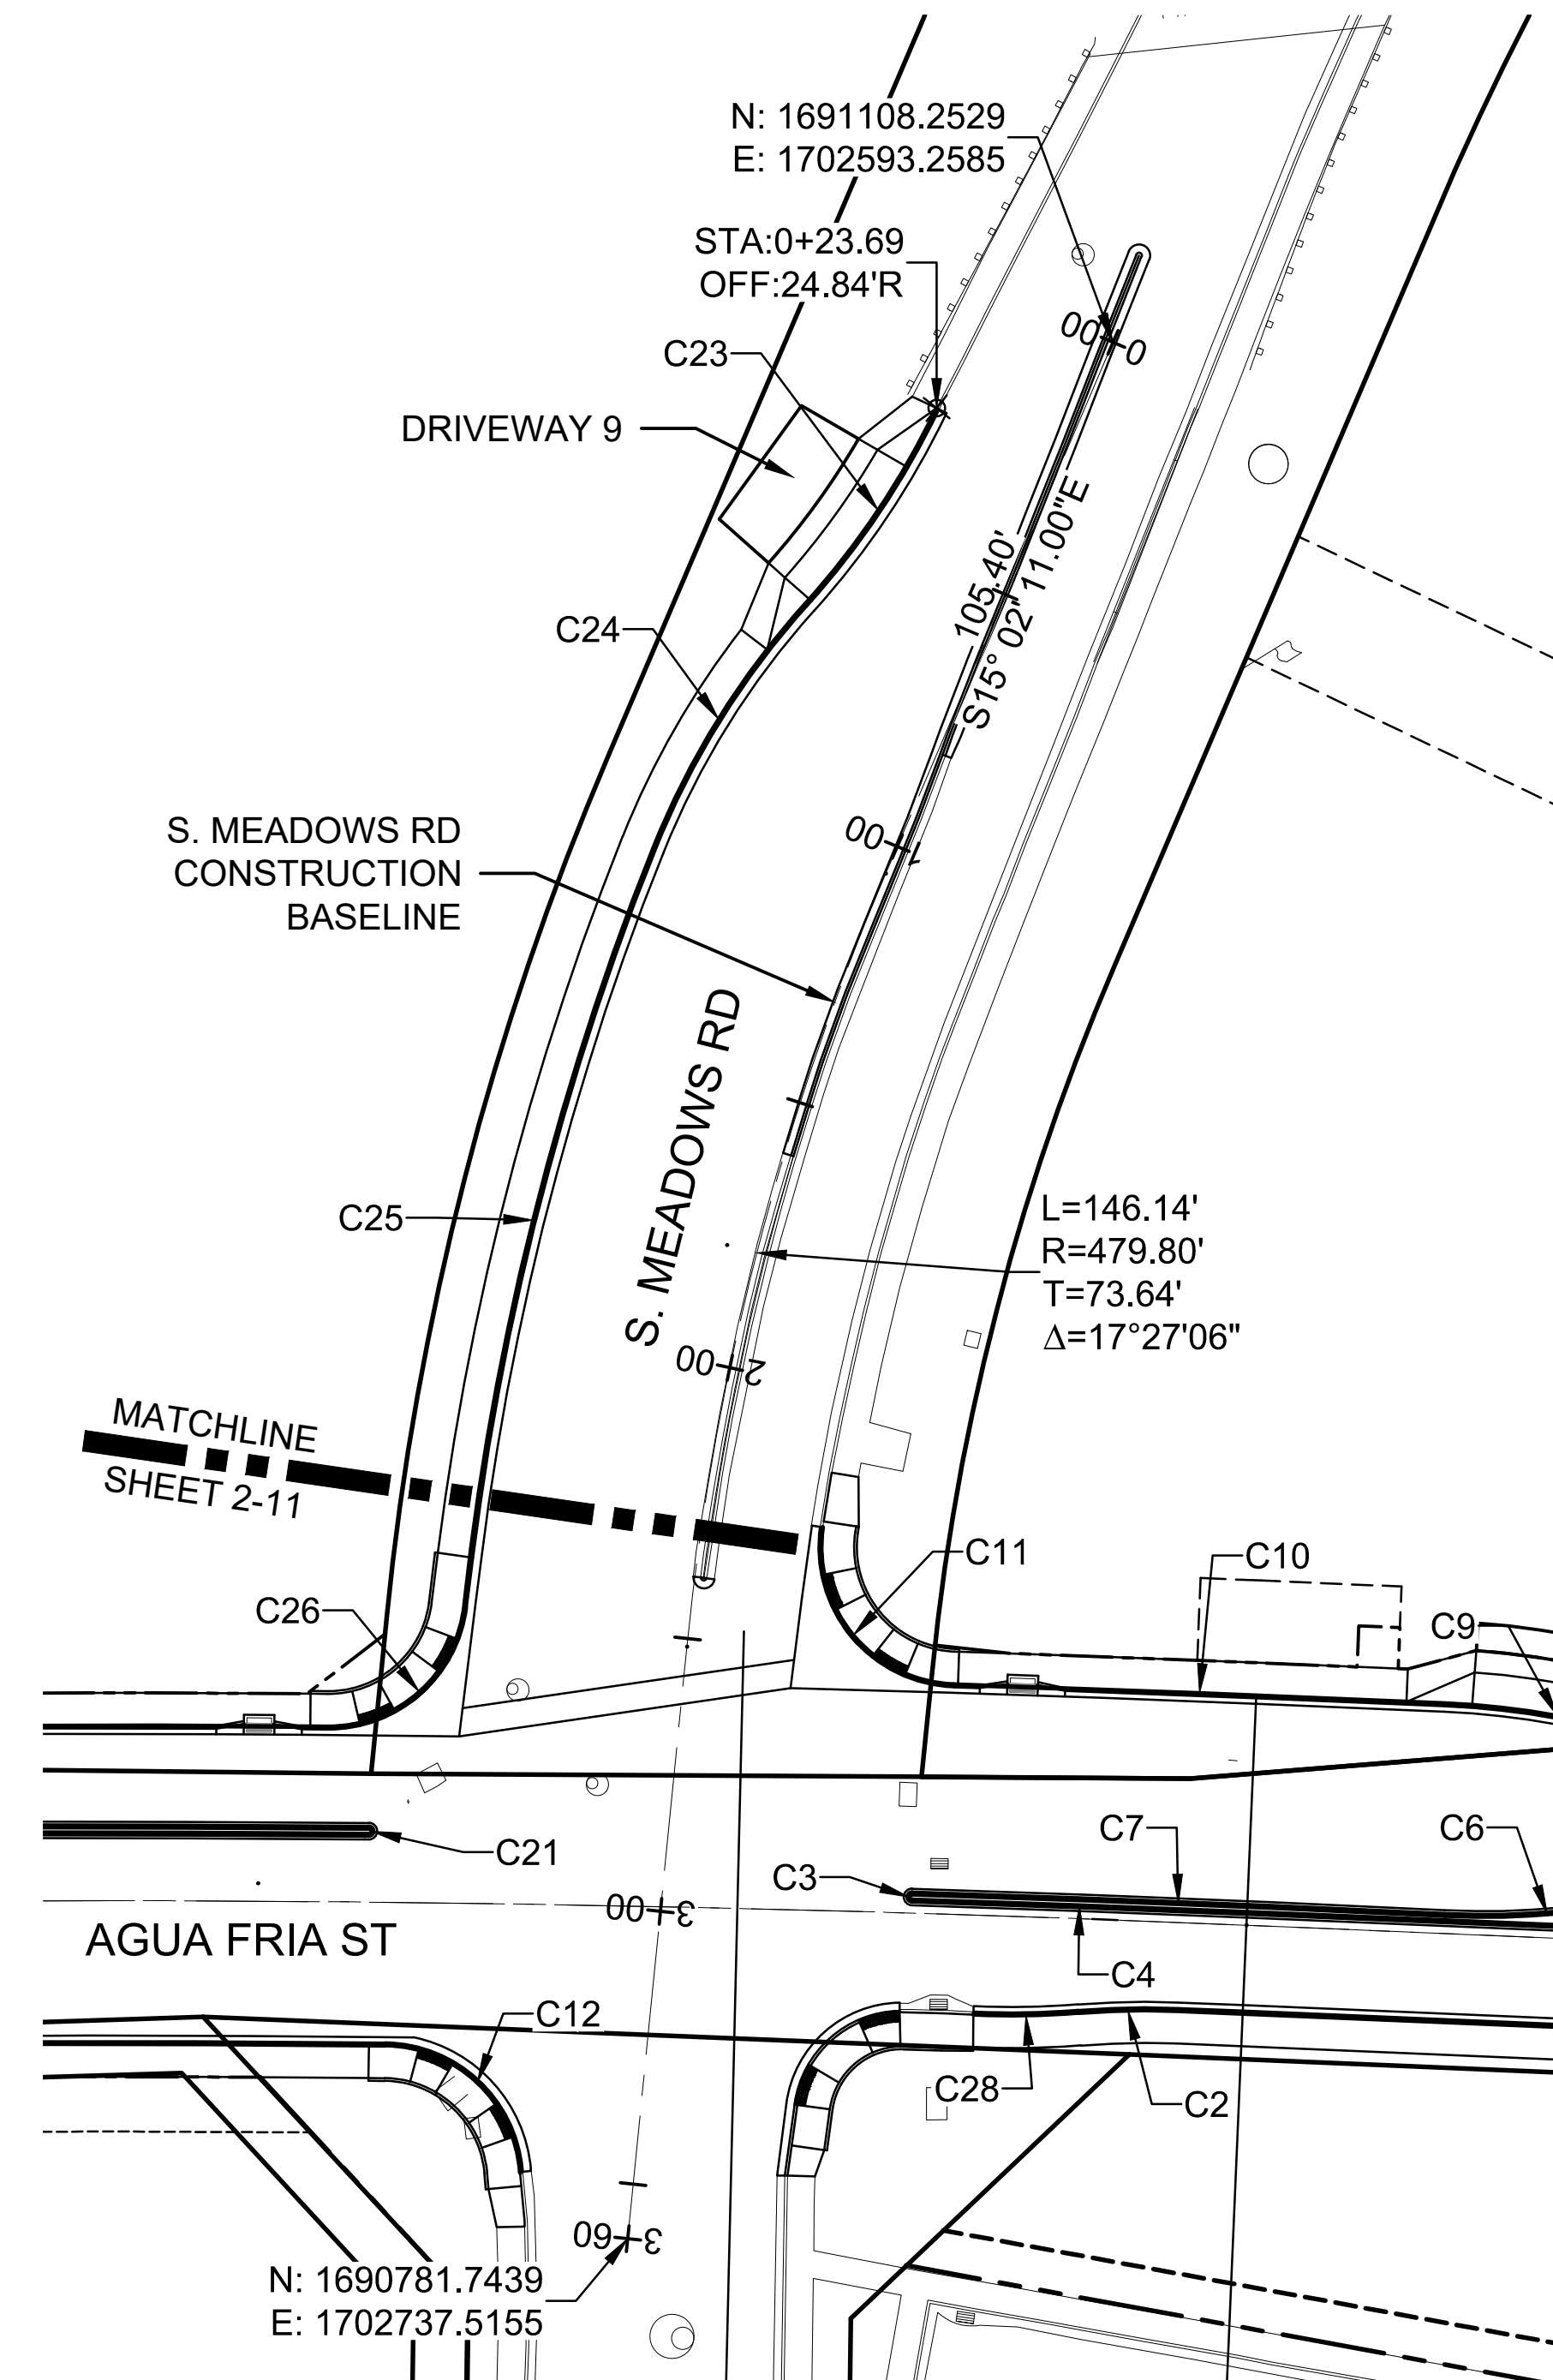 N: 1691108.2529
E: 1702593.2585
STA:0+23.69
OFF:24.84'R
C23
0+00
DRIVEWAY 9
105.40'
S15° 02' 11.00"E
C24
S. MEADOWS RD
CONSTRUCTION
BASELINE
1+00
S. MEADOWS RD
C25
L=146.14'
R=479.80'
T=73.64'
Δ=17°27'06"
2+00
MATCHLINE
SHEET 2-11
C11
C10
C26
C9
C21
C7
C6
C3
3+00
AGUA FRIA ST
C4
C12
C28
C2
3+60
N: 1690781.7439
E: 1702737.5155